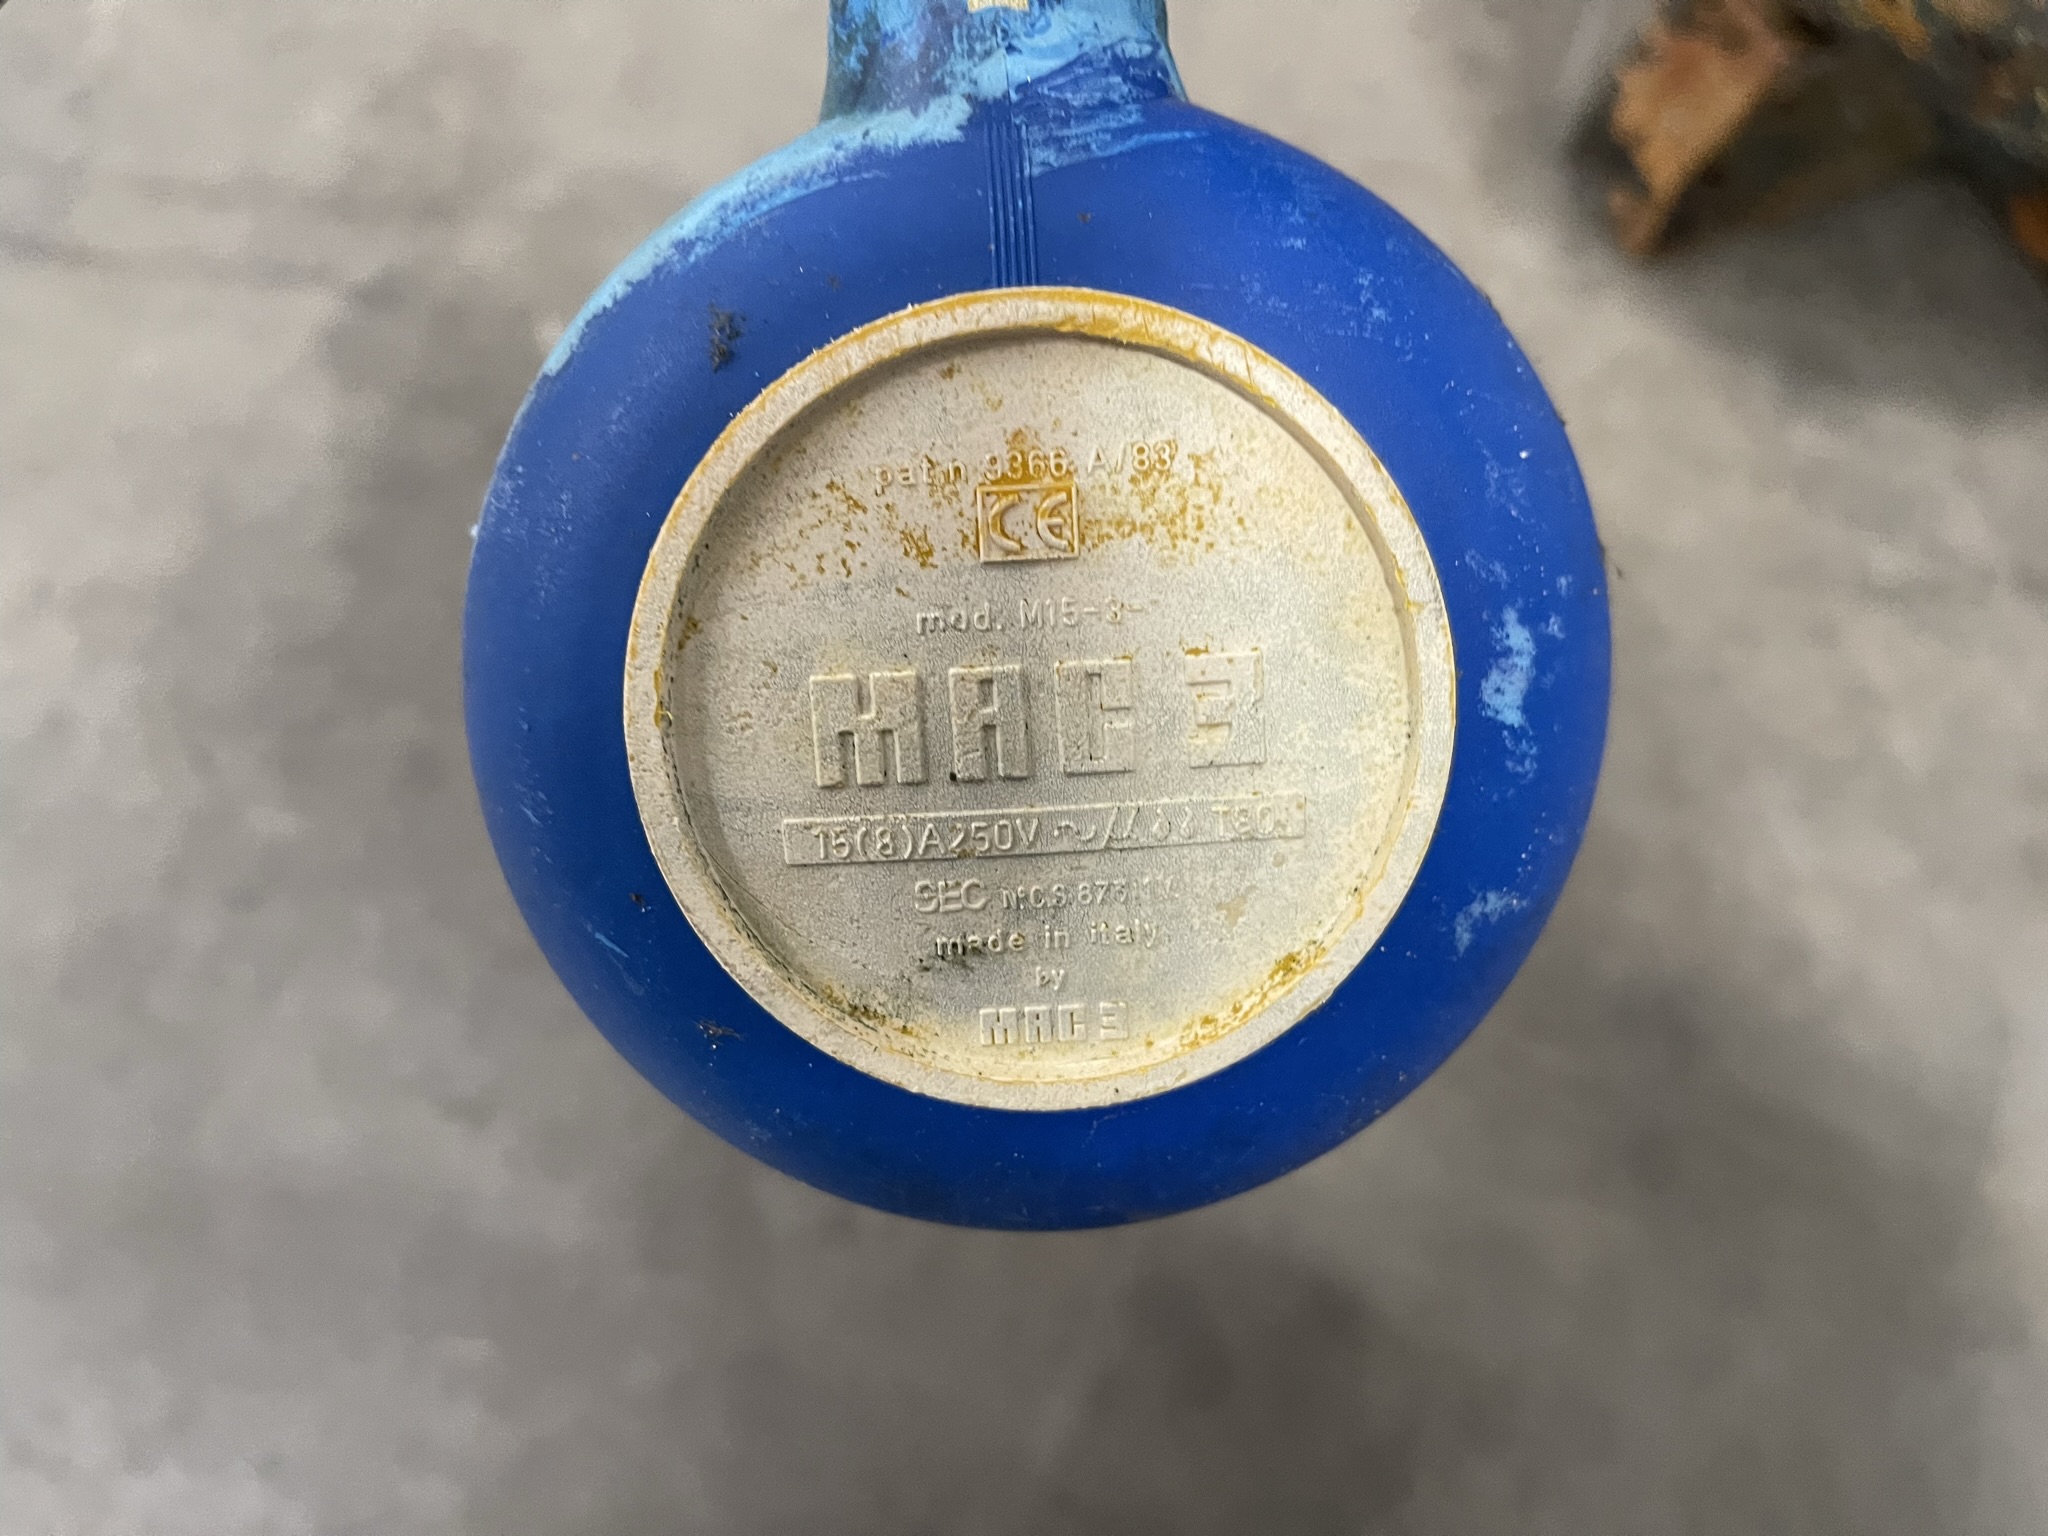 pat n 9366 A/83
CE
mod. M15-3-
MAC 3
15(8)A250V T80
SEC N°C.S.
made in italy
by
MAC 3